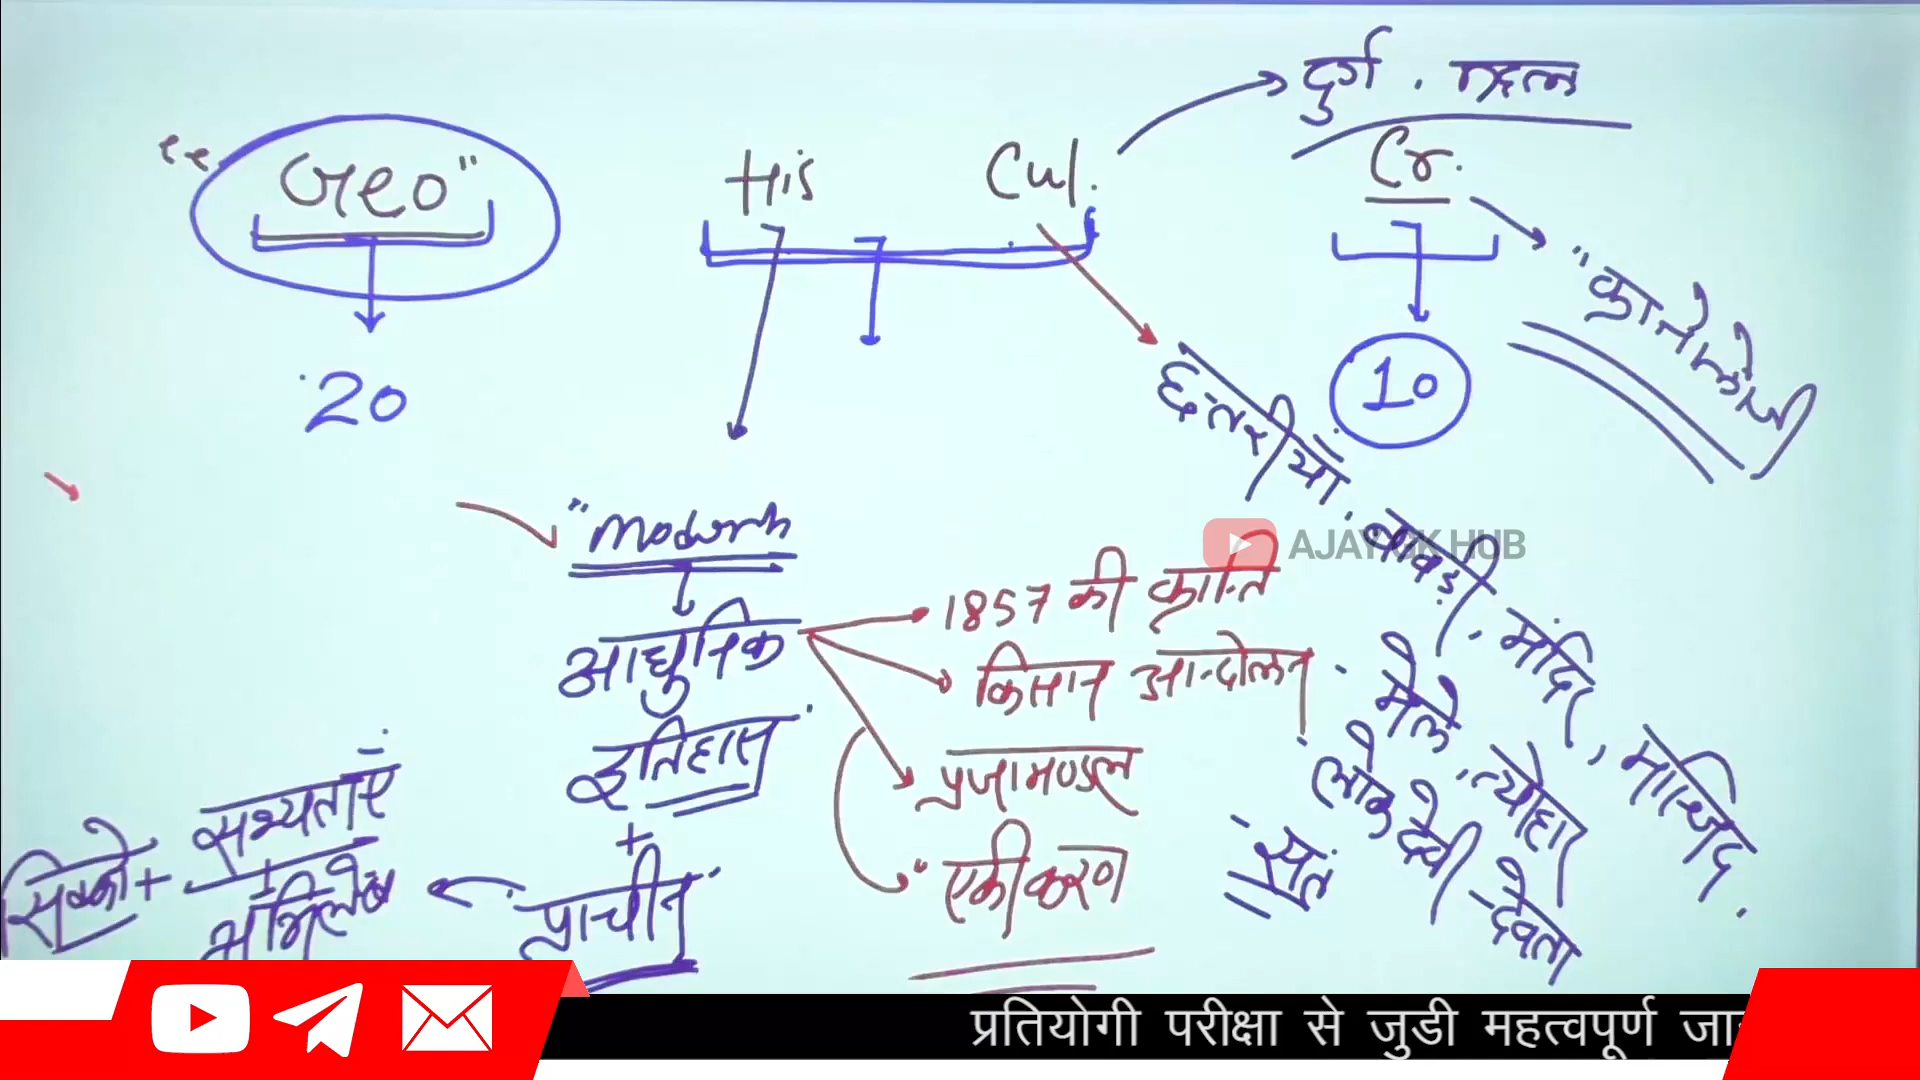 दुर्ग . महल
"Geo"
His
Cul.
Cr.
"क्रोनोलोजी
20
10
छतरीयाँ . बावड़ी, मंदिर, मस्जिद .
"Modern
आधुनिक
इतिहास
+
प्राचीन
1857 की क्रान्ति
किसान आन्दोलन
प्रजामण्डल
"एकीकरण
मेले, त्योहार
लोक देवी-देवता
संत
सभ्यताएं
सिक्को +
+
अभिलेख
AJAY GK HUB
प्रतियोगी परीक्षा से जुडी महत्वपूर्ण